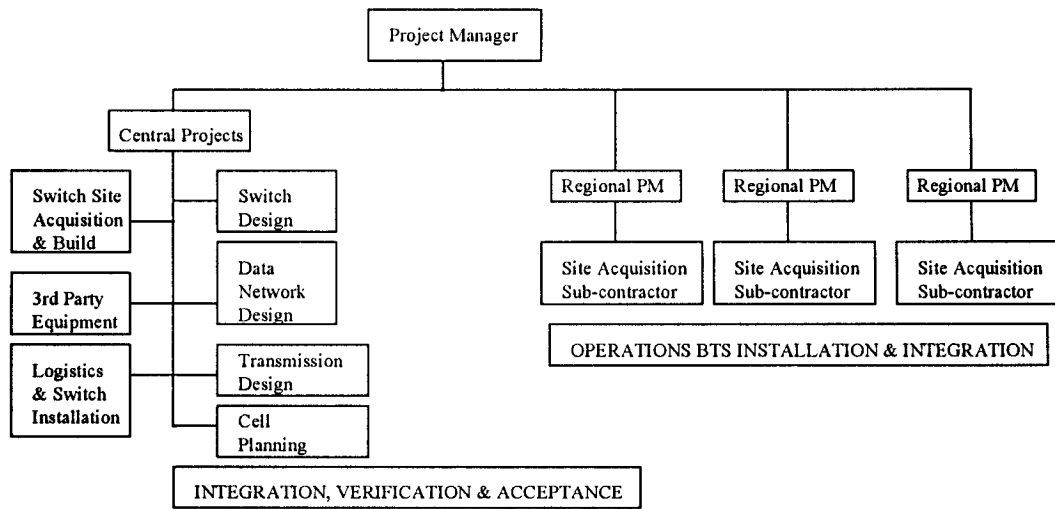 Project Manager
Central Projects
Switch Site
Acquisition
& Build
Switch
Design
3rd Party
Equipment
Data
Network
Design
Logistics
& Switch
Installation
Transmission
Design
Cell
Planning
INTEGRATION, VERIFICATION & ACCEPTANCE
Regional PM
Regional PM
Regional PM
Site Acquisition
Sub-contractor
Site Acquisition
Sub-contractor
Site Acquisition
Sub-contractor
OPERATIONS BTS INSTALLATION & INTEGRATION